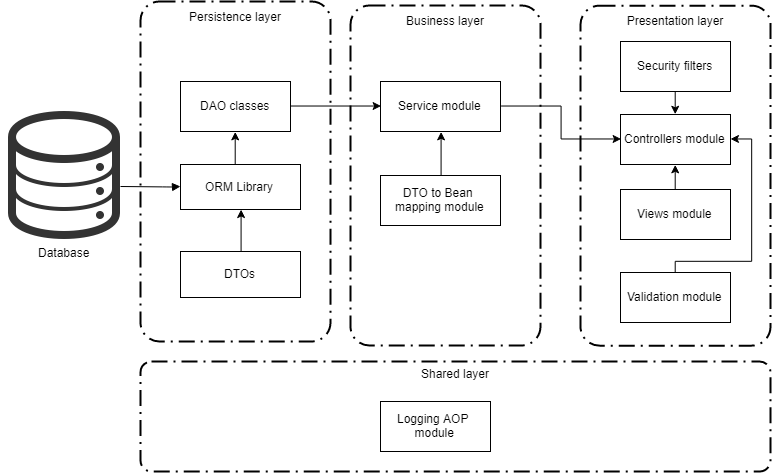 Persistence layer
Business layer
Presentation layer
Security filters
DAO classes
Service module
Controllers module
ORM Library
DTO to Bean
mapping module
Views module
Database
DTOs
Validation module
Shared layer
Logging AOP
module